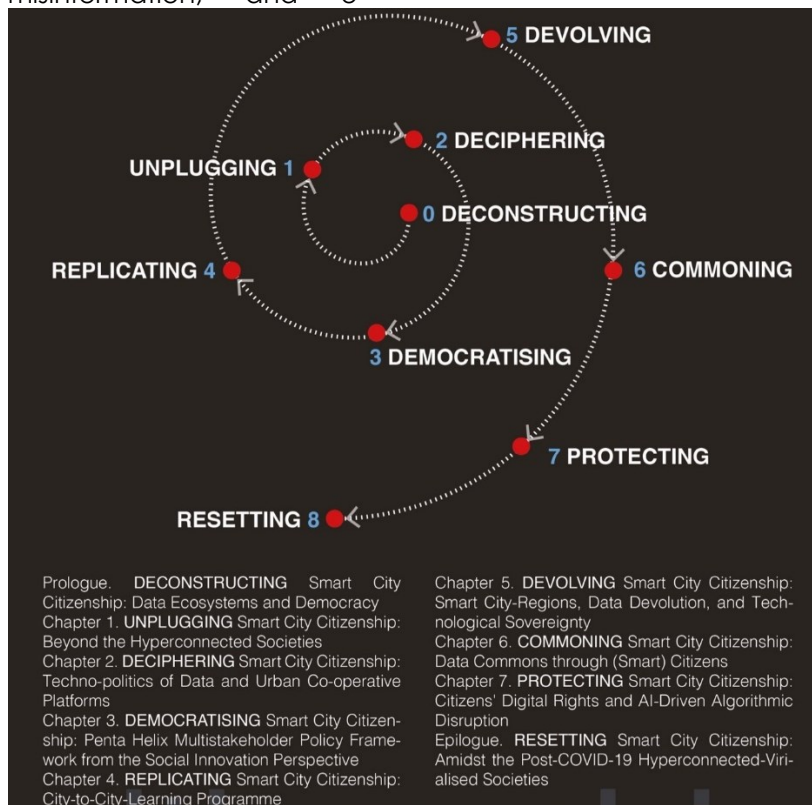 5 DEVOLVING
2 DECIPHERING
UNPLUGGING 1
0 DECONSTRUCTING
REPLICATING 4
6 COMMONING
3 DEMOCRATISING
7 PROTECTING
RESETTING 8
Prologue. DECONSTRUCTING Smart City
Citizenship: Data Ecosystems and Democracy
Chapter 1. UNPLUGGING Smart City Citizenship:
Beyond the Hyperconnected Societies
Chapter 2. DECIPHERING Smart City Citizenship:
Techno-politics of Data and Urban Co-operative
Platforms
Chapter 3. DEMOCRATISING Smart City Citizen-
ship: Penta Helix Multistakeholder Policy Frame-
work from the Social Innovation Perspective
Chapter 4. REPLICATING Smart City Citizenship:
City-to-City-Learning Programme
Chapter 5. DEVOLVING Smart City Citizenship:
Smart City-Regions, Data Devolution, and Tech-
nological Sovereignty
Chapter 6. COMMONING Smart City Citizenship:
Data Commons through (Smart) Citizens
Chapter 7. PROTECTING Smart City Citizenship:
Citizens' Digital Rights and AI-Driven Algorithmic
Disruption
Epilogue. RESETTING Smart City Citizenship:
Amidst the Post-COVID-19 Hyperconnected-Viri-
alised Societies